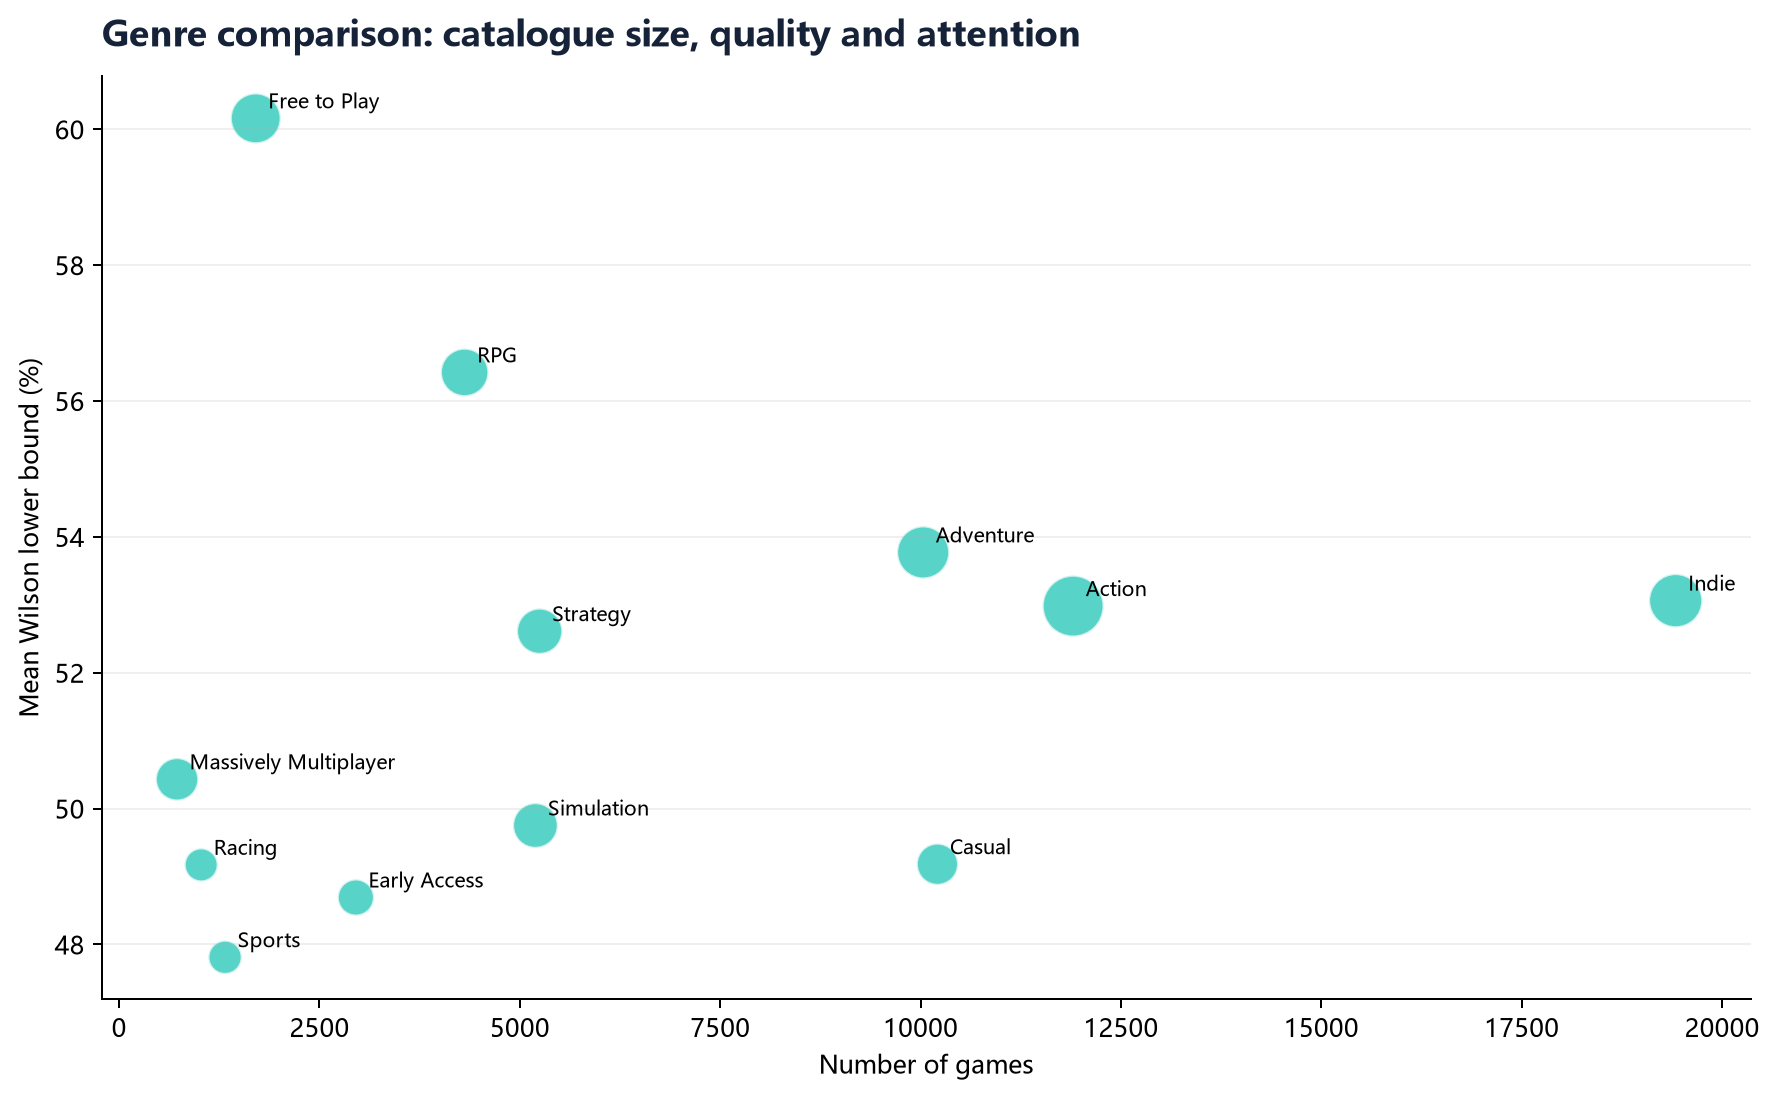 Genre comparison: catalogue size, quality and attention
Mean Wilson lower bound (%)
60
58
56
54
52
50
48
Free to Play
RPG
Adventure
Action
Indie
Strategy
Massively Multiplayer
Simulation
Racing
Casual
Early Access
Sports
0
2500
5000
7500
10000
12500
15000
17500
20000
Number of games